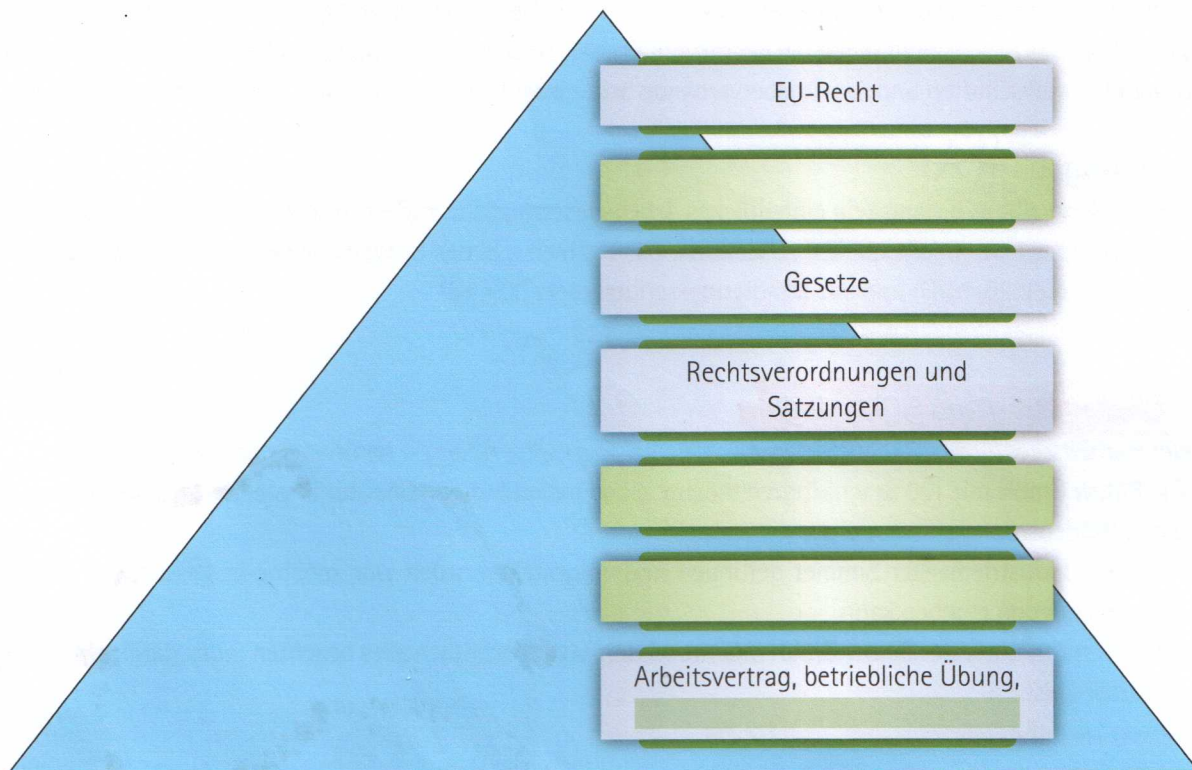 EU-Recht
Gesetze
Rechtsverordnungen und
Satzungen
Arbeitsvertrag, betriebliche Übung,